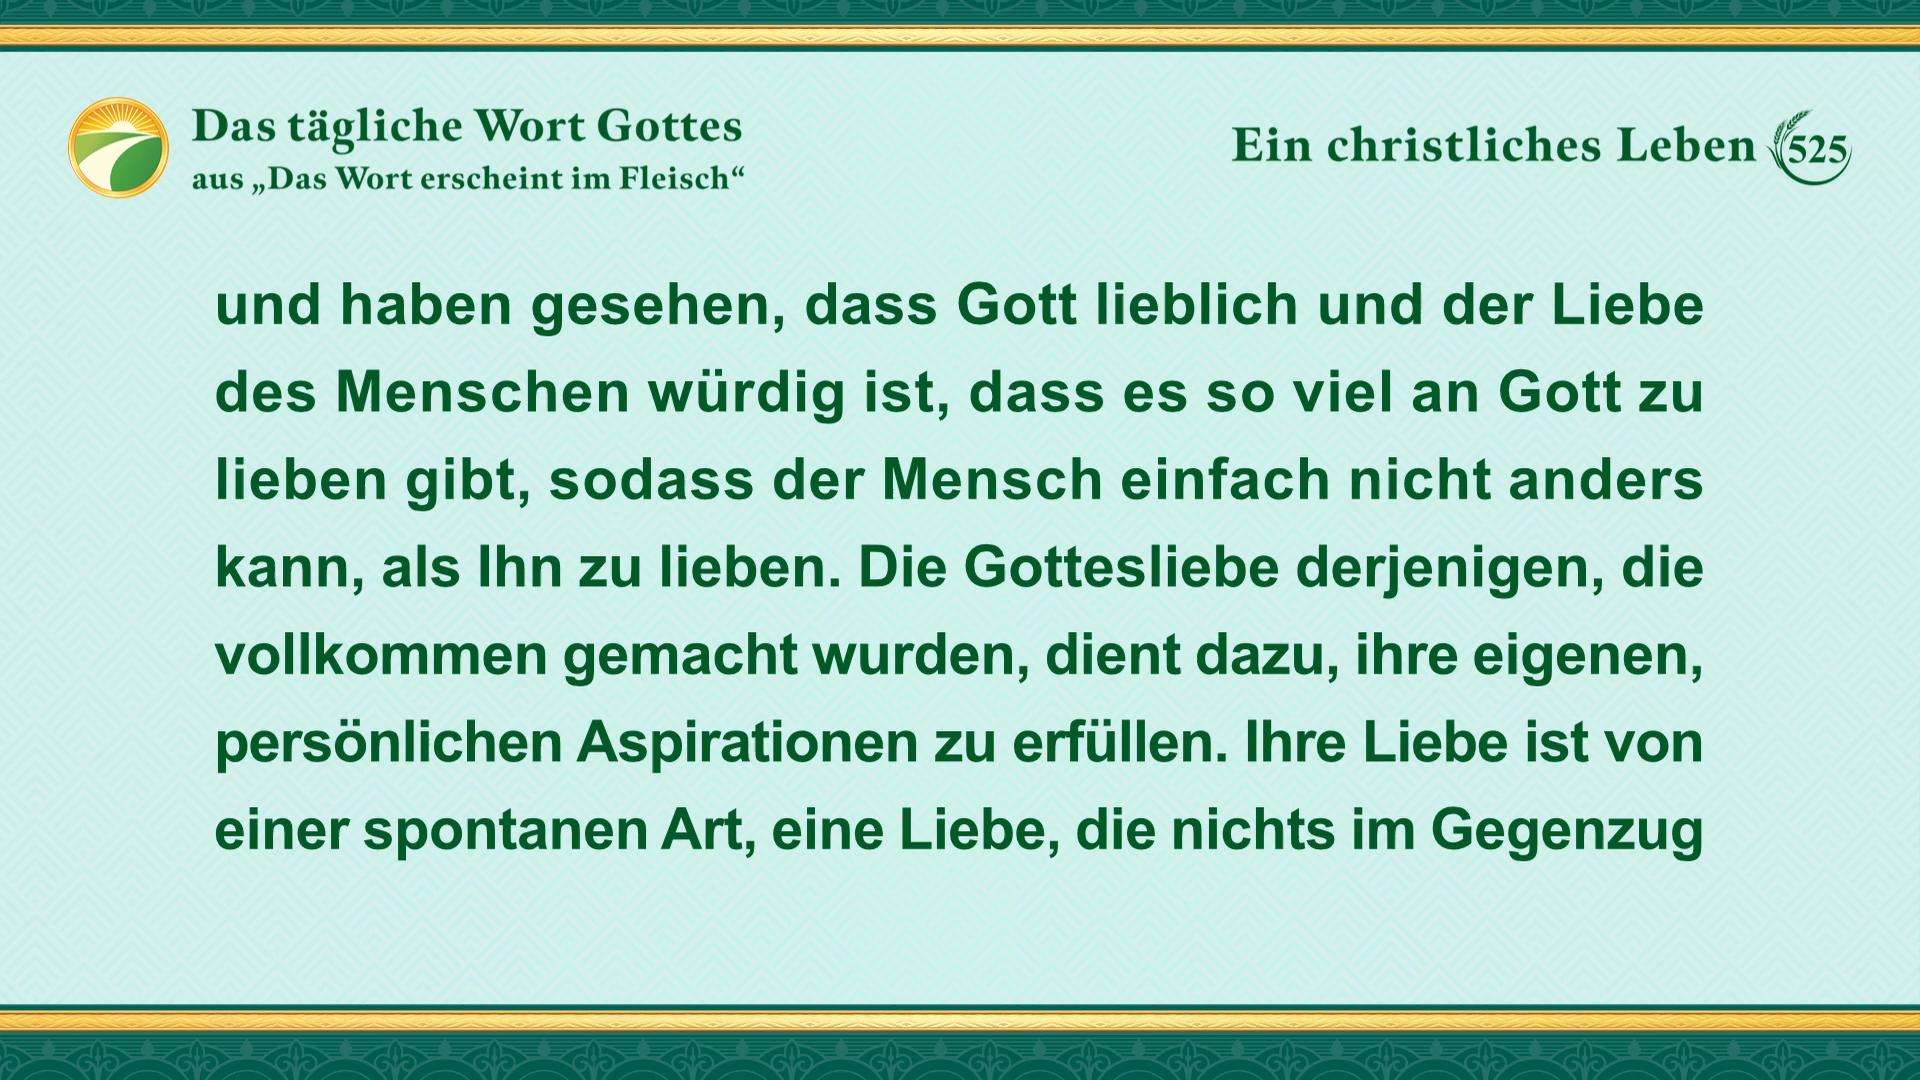 Das tägliche Wort Gottes
aus „Das Wort erscheint im Fleisch“
Ein christliches Leben 525
und haben gesehen, dass Gott lieblich und der Liebe
des Menschen würdig ist, dass es so viel an Gott zu
lieben gibt, sodass der Mensch einfach nicht anders
kann, als Ihn zu lieben. Die Gottesliebe derjenigen, die
vollkommen gemacht wurden, dient dazu, ihre eigenen,
persönlichen Aspirationen zu erfüllen. Ihre Liebe ist von
einer spontanen Art, eine Liebe, die nichts im Gegenzug